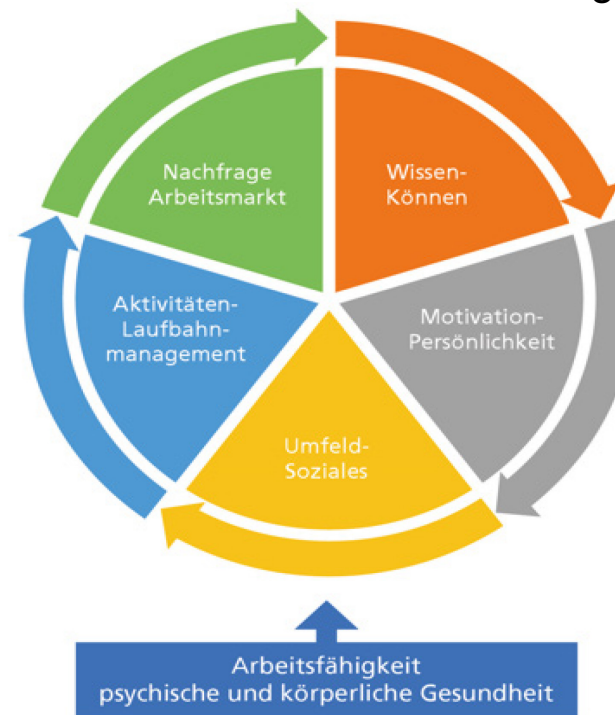 Nachfrage
Arbeitsmarkt
Wissen-
Können
Motivation-
Persönlichkeit
Umfeld-
Soziales
Aktivitäten-
Laufbahn-
management
Arbeitsfähigkeit
psychische und körperliche Gesundheit